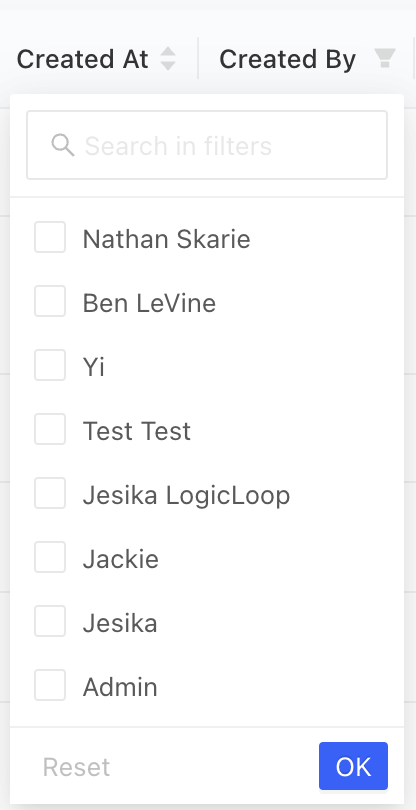 Created At Created By
Search in filters
Nathan Skarie
Ben LeVine
Yi
Test Test
Jesika LogicLoop
Jackie
Jesika
Admin
Reset OK